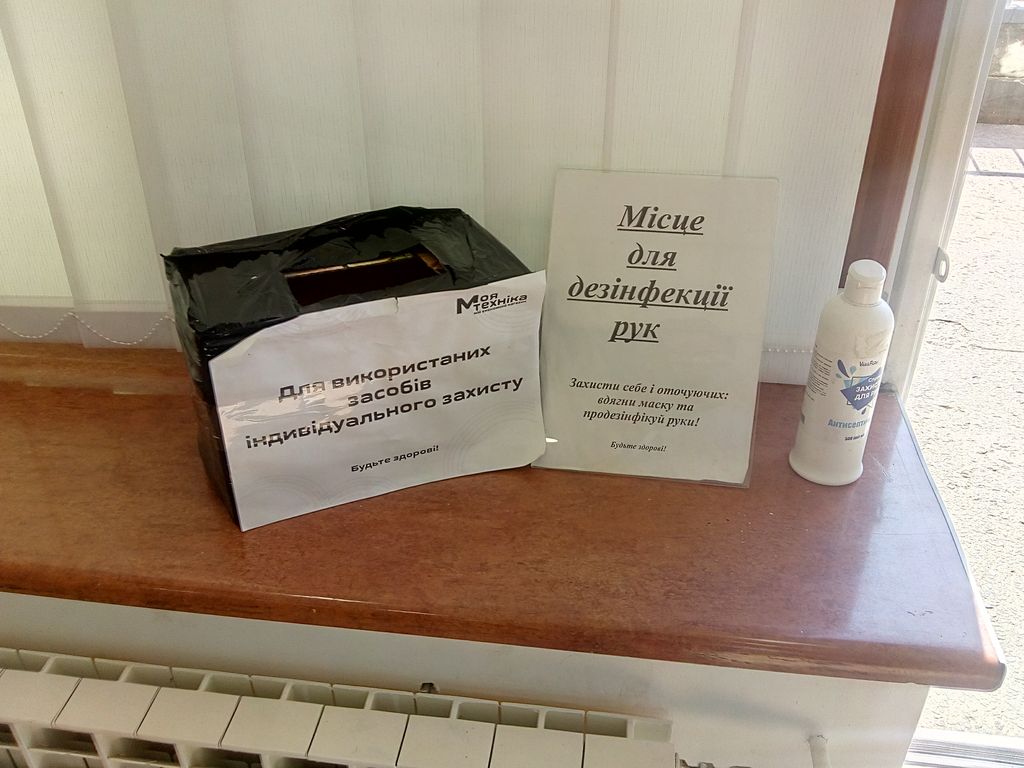 Моя
техніка
Для використаних
засобів
індивідуального захисту
Будьте здорові!
Місце
для
дезінфекції
рук
Захисти себе і оточуючих:
вдягни маску та
продезінфікуй руки!
Будьте здорові!